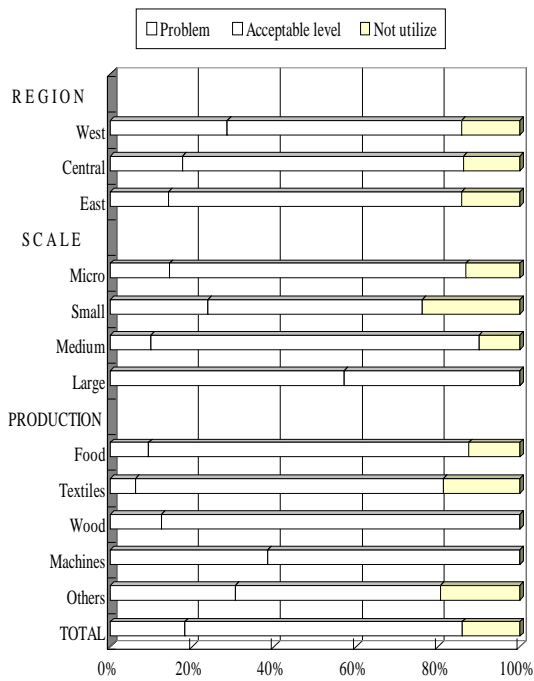 Problem Acceptable level Not utilize
REGION
West
Central
East
SCALE
Micro
Small
Medium
Large
PRODUCTION
Food
Textiles
Wood
Machines
Others
TOTAL
0% 20% 40% 60% 80% 100%